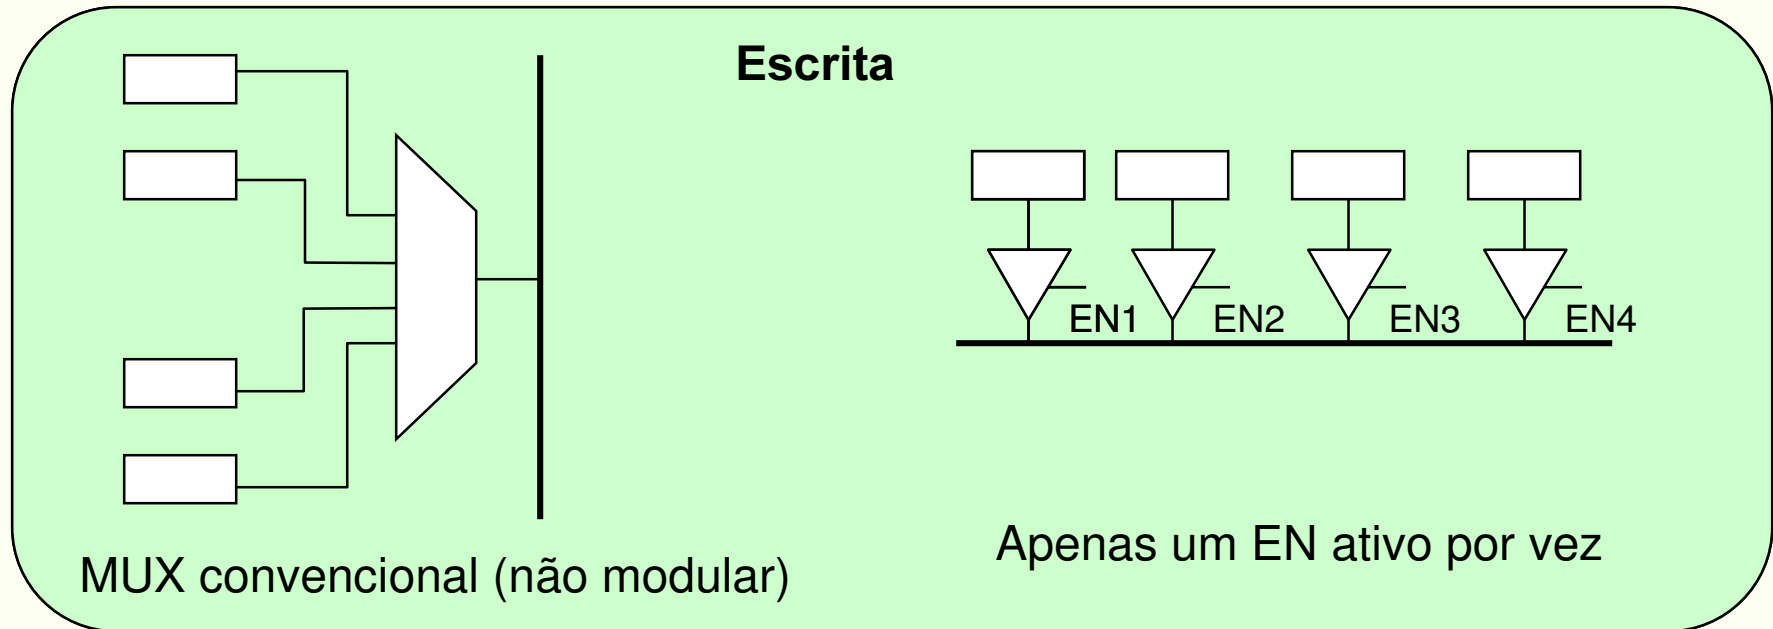 Escrita
EN1 EN2 EN3 EN4
Apenas um EN ativo por vez
MUX convencional (não modular)